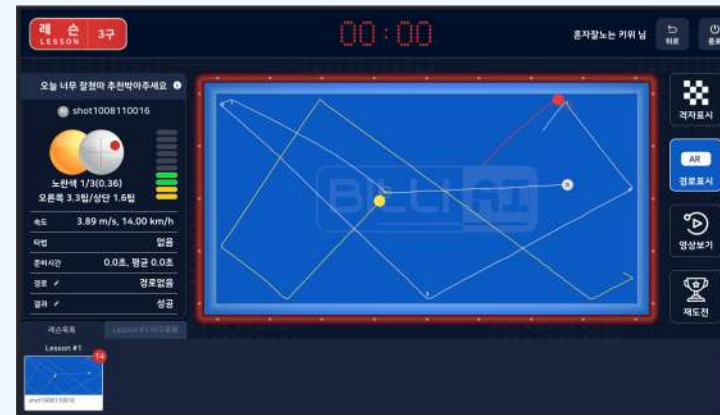 레 슨
LESSON
3구
00:00
혼자잘노는 키위 님
뒤로
종료
오늘 너무 잘쳤따 추천박아주세요
shot1008110016
노란색 1/3(0.36)
오른쪽 3.3팁/상단 1.6팁
속도 3.89 m/s, 14.00 km/h
타법 없음
준비시간 0.0초, 평균 0.0초
경로 경로없음
결과 성공
BILLIAI
격자표시
AR
경로표시
영상보기
재도전
레슨목록
Lesson #1
14
shot1008110016